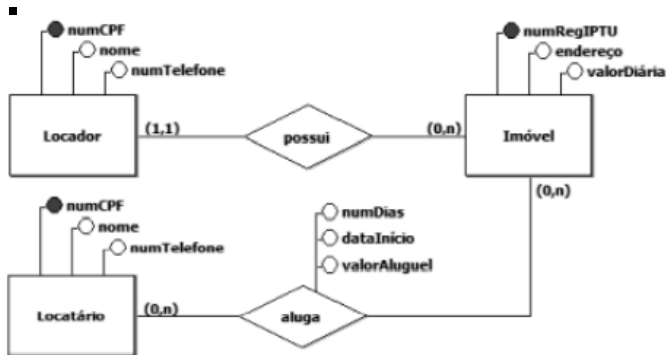 numCPF
nome
numTelefone
numRegIPTU
endereço
valorDiária
Locador
(1,1)
possui
(0,n)
Imóvel
(0,n)
numCPF
nome
numTelefone
numDias
dataInício
valorAluguel
Locatário
(0,n)
aluga